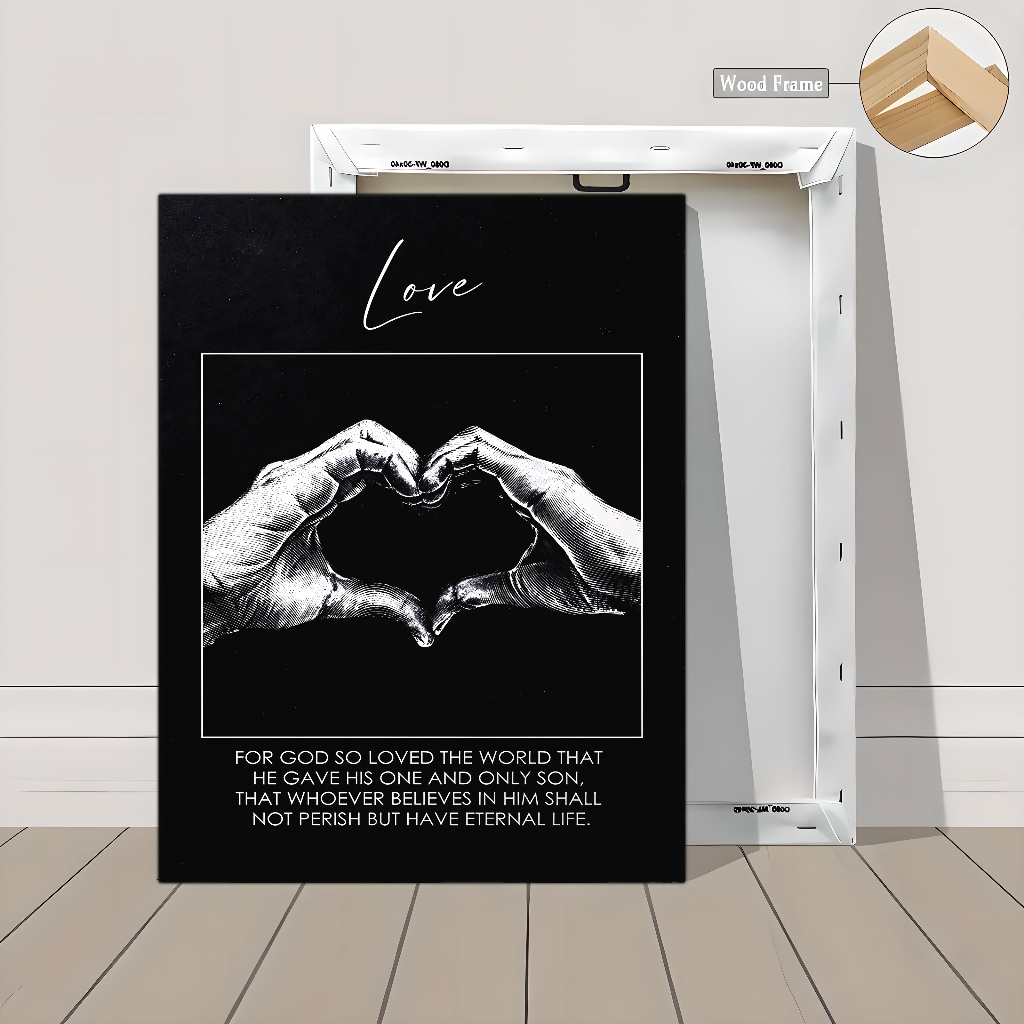 Wood Frame
Love
FOR GOD SO LOVED THE WORLD THAT
HE GAVE HIS ONE AND ONLY SON,
THAT WHOEVER BELIEVES IN HIM SHALL
NOT PERISH BUT HAVE ETERNAL LIFE.